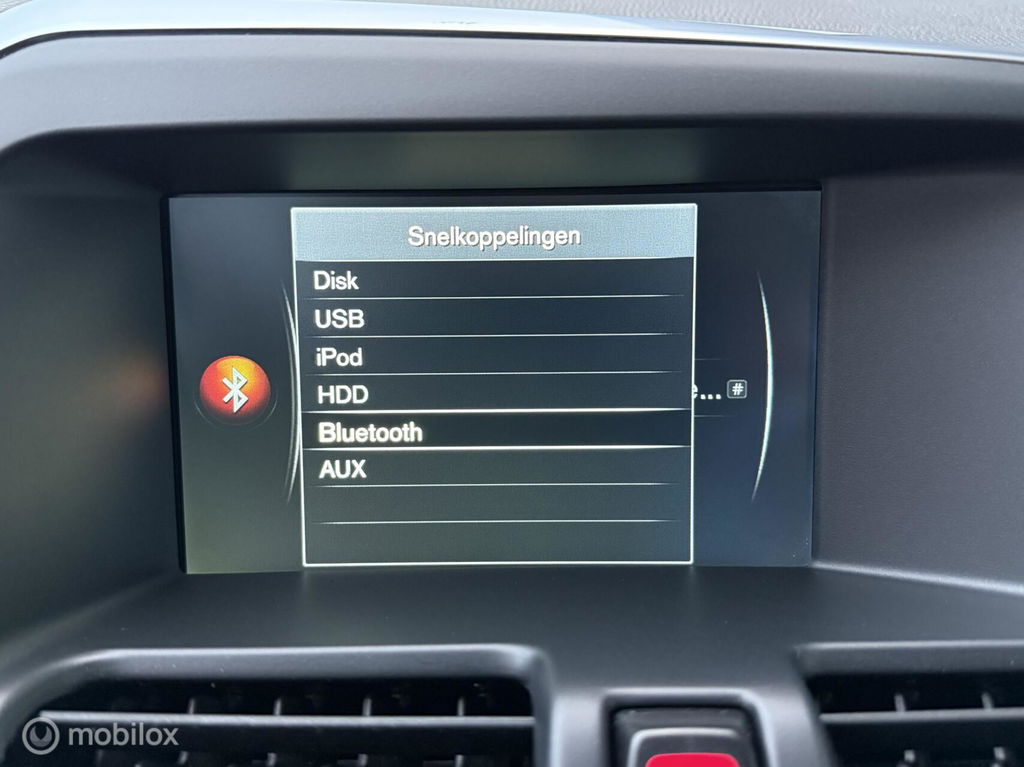 Snelkoppelingen
Disk
USB
iPod
HDD
e... #
Bluetooth
AUX
mobilox